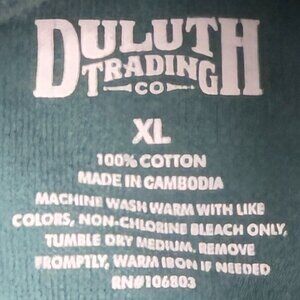 DULUTH
TRADING
CO
XL
100% COTTON
MADE IN CAMBODIA
MACHINE WASH WARM WITH LIKE
COLORS, NON-CHLORINE BLEACH ONLY,
TUMBLE DRY MEDIUM. REMOVE
PROMPTLY, WARM IRON IF NEEDED
RN#106803